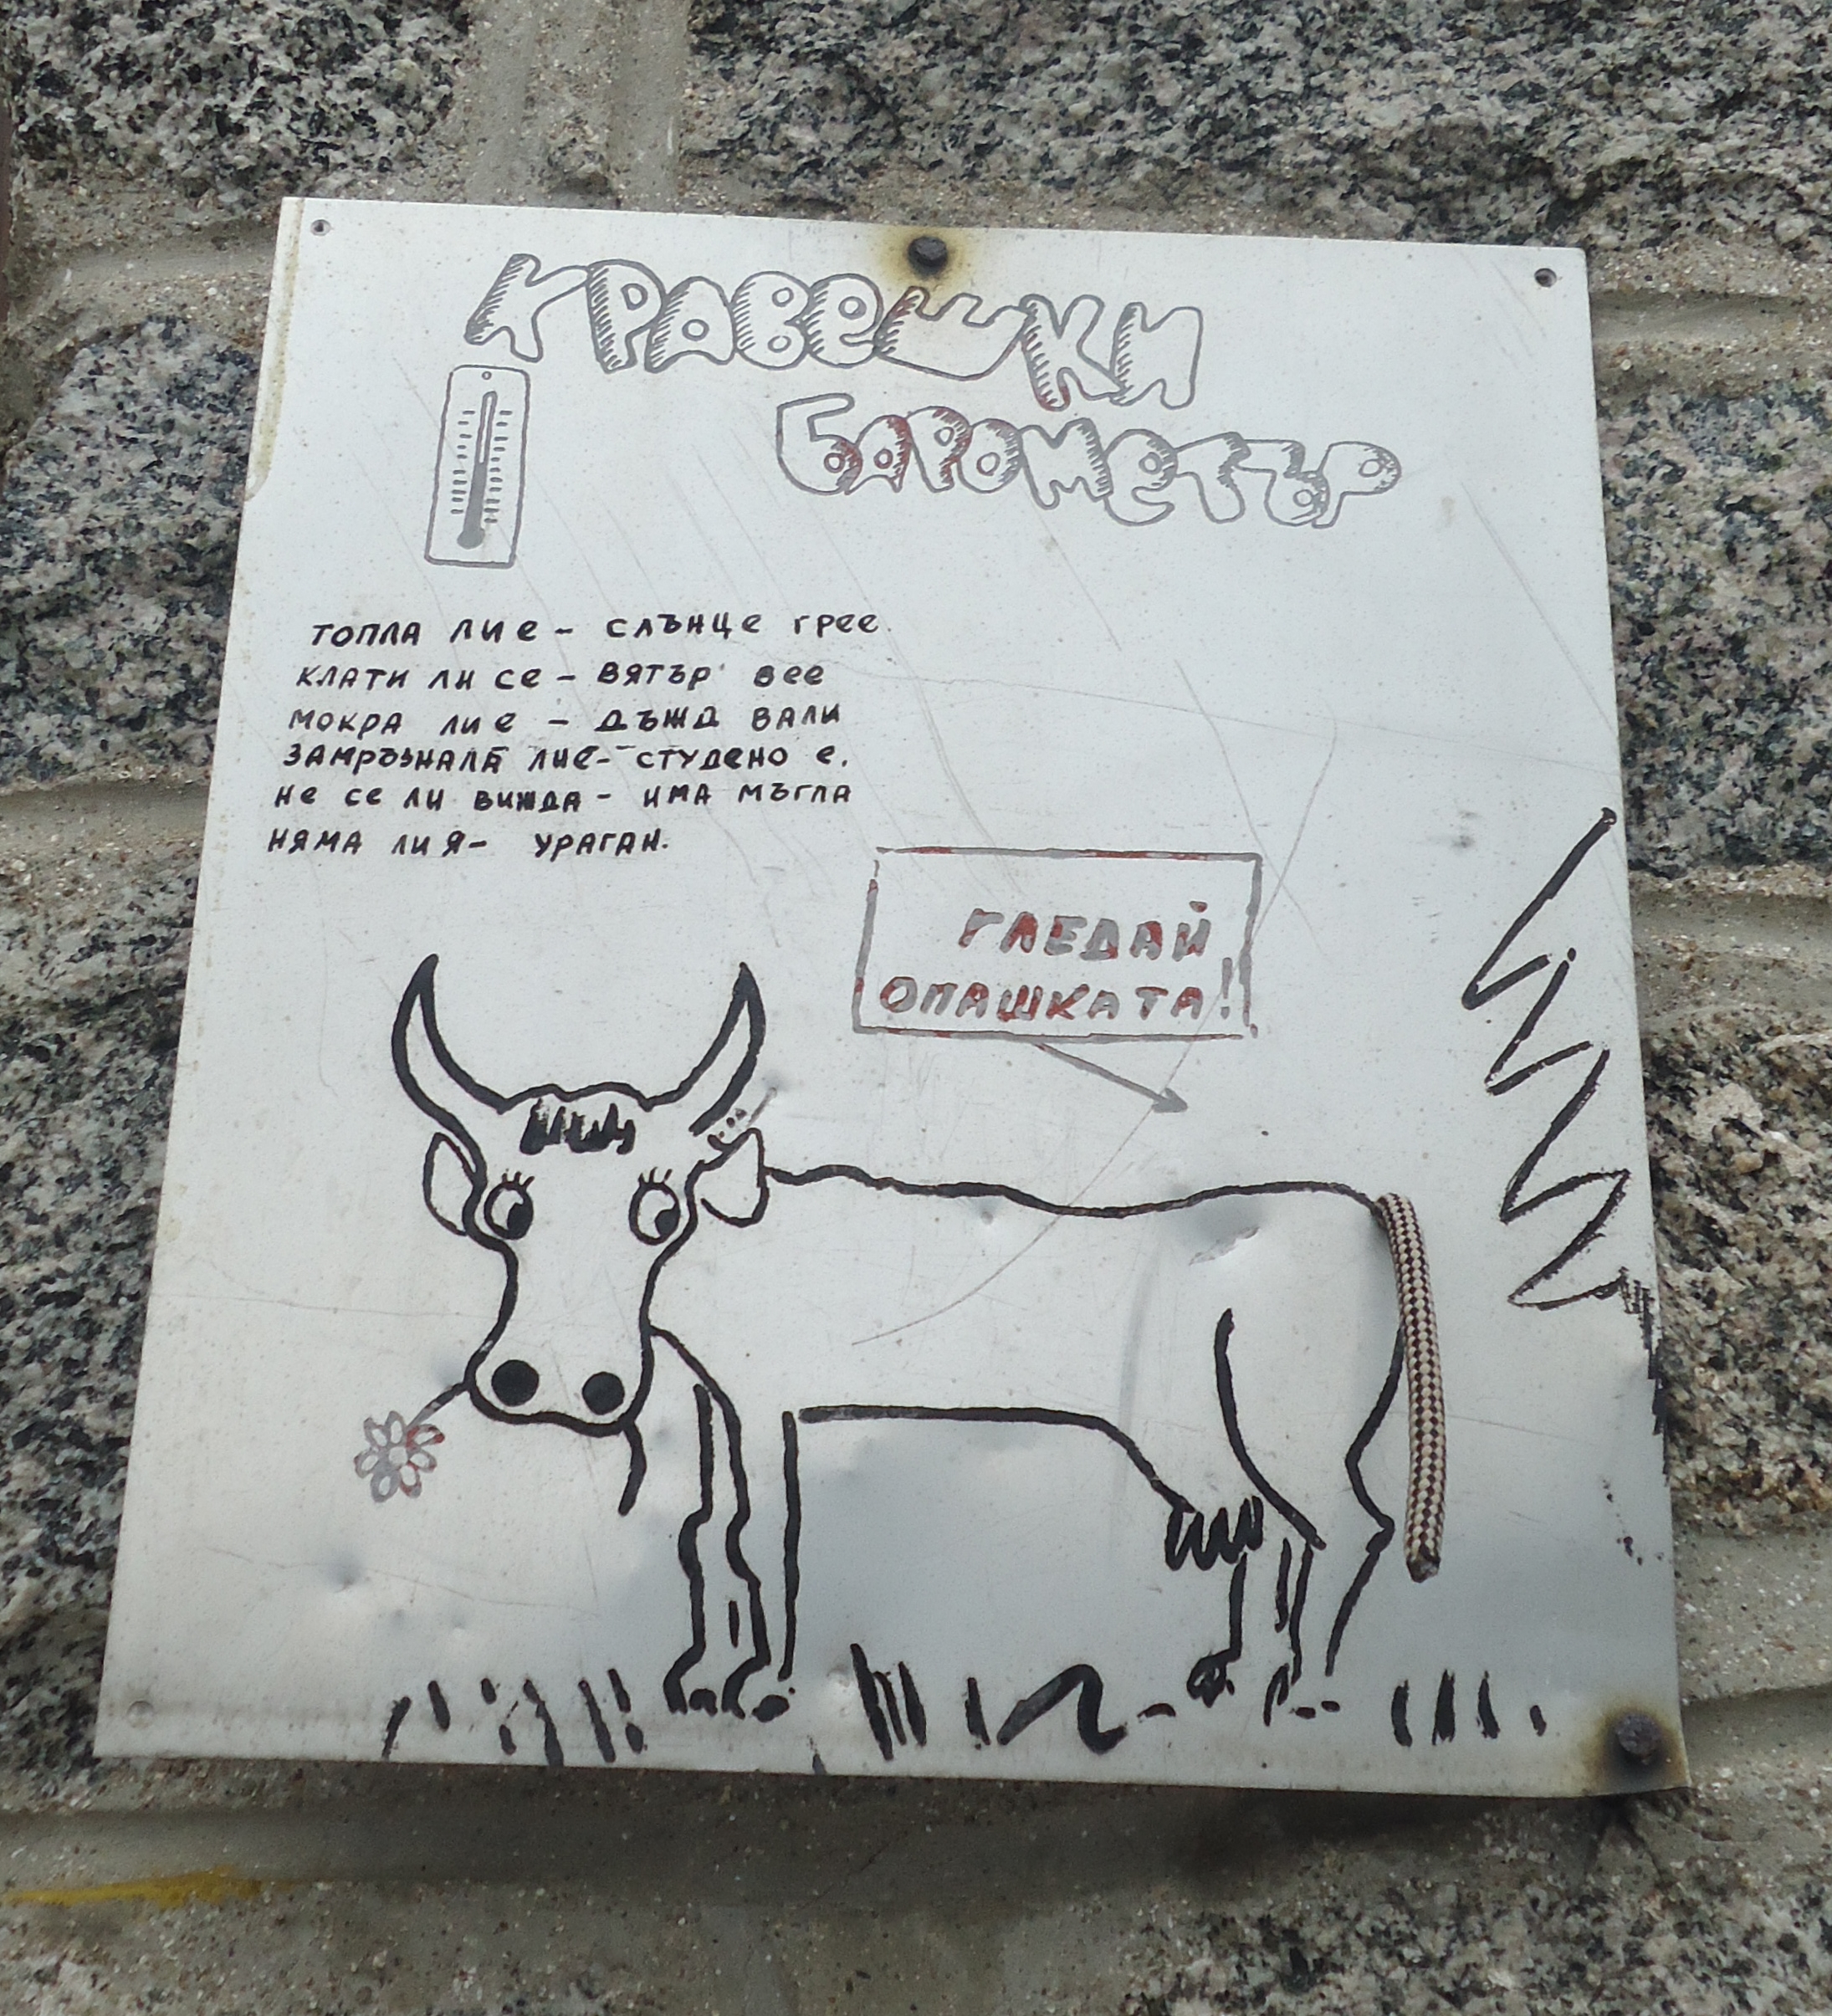 КРАВЕШКИ
БАРОМЕТЪР
ТОПЛА ЛИ Е - СЛЪНЦЕ ГРЕЕ.
КЛАТИ ЛИ СЕ - ВЯТЪР ВЕЕ
МОКРА ЛИ Е - ДЪЖД ВАЛИ
ЗАМРЪЗНАЛА ЛИ Е - СТУДЕНО Е.
НЕ СЕ ЛИ ВИЖДА - ИМА МЪГЛА
НЯМА ЛИ Я - УРАГАН.
ГЛЕДАЙ
ОПАШКАТА!